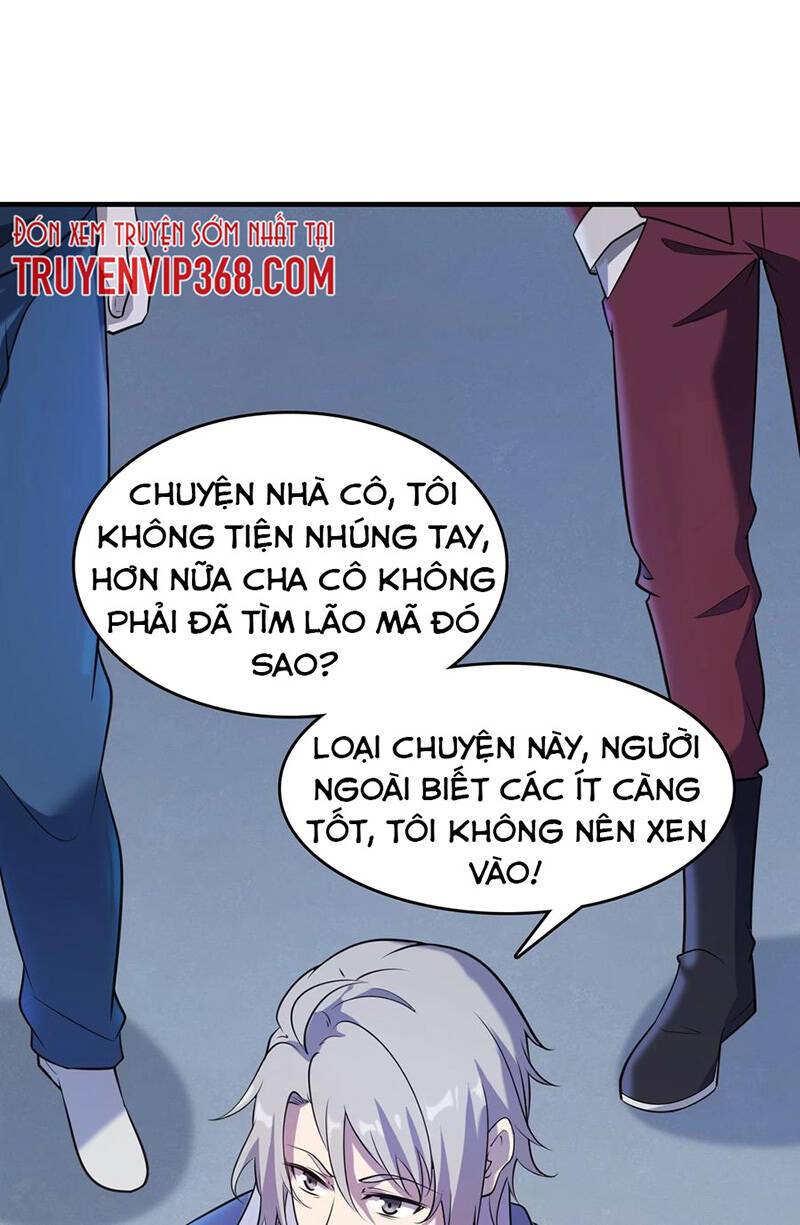 ĐÓN XEM TRUYỆN SỚM NHẤT TẠI
TRUYENVIP368.COM
CHUYỆN NHÀ CÔ, TÔI
KHÔNG TIỆN NHÚNG TAY,
HƠN NỮA CHA CÔ KHÔNG
PHẢI ĐÃ TÌM LÃO MÃ ĐÓ
SAO?
LOẠI CHUYỆN NÀY, NGƯỜI
NGOÀI BIẾT CÁC ÍT CÀNG
TỐT, TÔI KHÔNG NÊN XEN
VÀO!